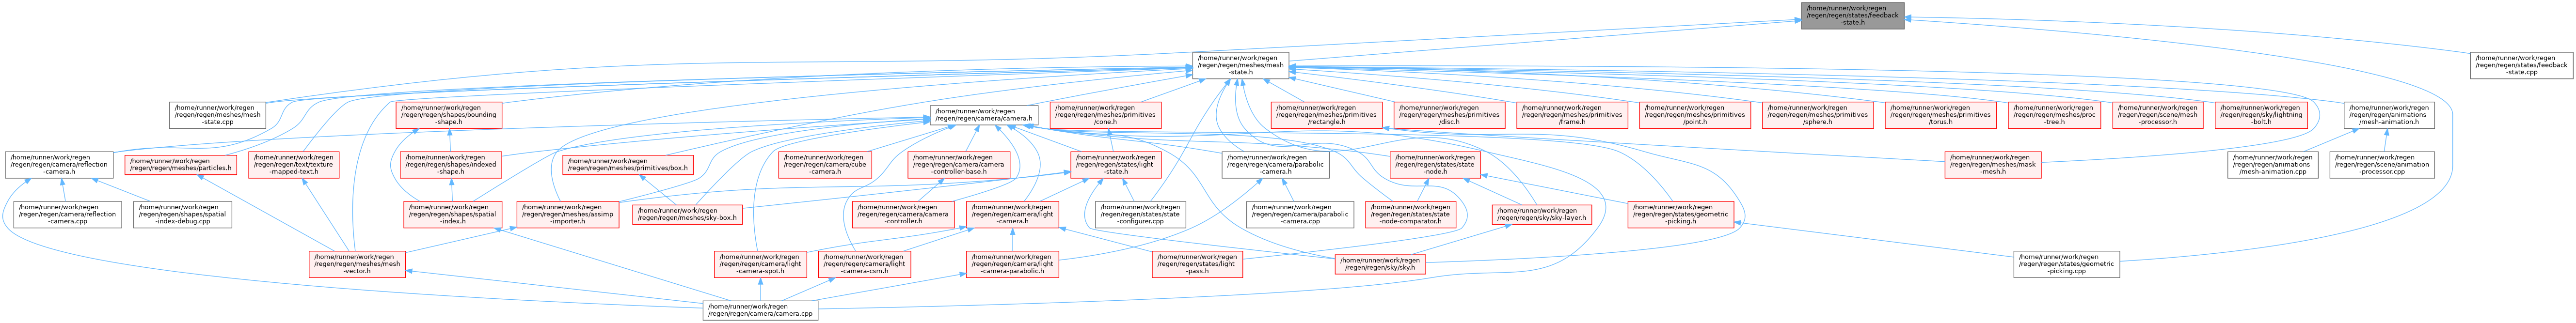 /home/runner/work/regen
/regen/regen/states/feedback
-state.h
/home/runner/work/regen
/regen/regen/meshes/mesh
-state.h
/home/runner/work/regen
/regen/regen/states/feedback
-state.cpp
/home/runner/work/regen
/regen/regen/meshes/mesh
-state.cpp
/home/runner/work/regen
/regen/regen/shapes/bounding
-shape.h
/home/runner/work/regen
/regen/regen/camera/camera.h
/home/runner/work/regen
/regen/regen/meshes/primitives
/cone.h
/home/runner/work/regen
/regen/regen/meshes/primitives
/rectangle.h
/home/runner/work/regen
/regen/regen/meshes/primitives
/disc.h
/home/runner/work/regen
/regen/regen/meshes/primitives
/frame.h
/home/runner/work/regen
/regen/regen/meshes/primitives
/point.h
/home/runner/work/regen
/regen/regen/meshes/primitives
/sphere.h
/home/runner/work/regen
/regen/regen/meshes/primitives
/torus.h
/home/runner/work/regen
/regen/regen/meshes/proc
-tree.h
/home/runner/work/regen
/regen/regen/scene/mesh
-processor.h
/home/runner/work/regen
/regen/regen/sky/lightning
-bolt.h
/home/runner/work/regen
/regen/regen/animations
/mesh-animation.h
/home/runner/work/regen
/regen/regen/camera/reflection
-camera.h
/home/runner/work/regen
/regen/regen/meshes/particles.h
/home/runner/work/regen
/regen/regen/text/texture
-mapped-text.h
/home/runner/work/regen
/regen/regen/shapes/indexed
-shape.h
/home/runner/work/regen
/regen/regen/meshes/primitives/box.h
/home/runner/work/regen
/regen/regen/camera/cube
-camera.h
/home/runner/work/regen
/regen/regen/camera/camera
-controller-base.h
/home/runner/work/regen
/regen/regen/states/light
-state.h
/home/runner/work/regen
/regen/regen/camera/parabolic
-camera.h
/home/runner/work/regen
/regen/regen/states/state
-node.h
/home/runner/work/regen
/regen/regen/meshes/mask
-mesh.h
/home/runner/work/regen
/regen/regen/animations
/mesh-animation.cpp
/home/runner/work/regen
/regen/regen/scene/animation
-processor.cpp
/home/runner/work/regen
/regen/regen/camera/reflection
-camera.cpp
/home/runner/work/regen
/regen/regen/shapes/spatial
-index-debug.cpp
/home/runner/work/regen
/regen/regen/shapes/spatial
-index.h
/home/runner/work/regen
/regen/regen/meshes/assimp
-importer.h
/home/runner/work/regen
/regen/regen/meshes/sky-box.h
/home/runner/work/regen
/regen/regen/camera/camera
-controller.h
/home/runner/work/regen
/regen/regen/camera/light
-camera.h
/home/runner/work/regen
/regen/regen/states/state
-configurer.cpp
/home/runner/work/regen
/regen/regen/camera/parabolic
-camera.cpp
/home/runner/work/regen
/regen/regen/states/state
-node-comparator.h
/home/runner/work/regen
/regen/regen/sky/sky-layer.h
/home/runner/work/regen
/regen/regen/states/geometric
-picking.h
/home/runner/work/regen
/regen/regen/meshes/mesh
-vector.h
/home/runner/work/regen
/regen/regen/camera/light
-camera-spot.h
/home/runner/work/regen
/regen/regen/camera/light
-camera-csm.h
/home/runner/work/regen
/regen/regen/camera/light
-camera-parabolic.h
/home/runner/work/regen
/regen/regen/states/light
-pass.h
/home/runner/work/regen
/regen/regen/sky/sky.h
/home/runner/work/regen
/regen/regen/states/geometric
-picking.cpp
/home/runner/work/regen
/regen/regen/camera/camera.cpp